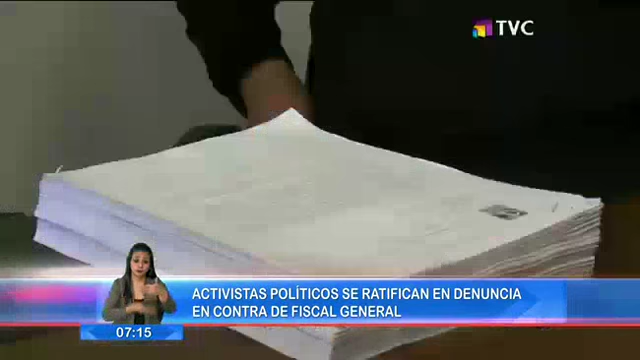 TVC
ACTIVISTAS POLÍTICOS SE RATIFICAN EN DENUNCIA
EN CONTRA DE FISCAL GENERAL
07:15